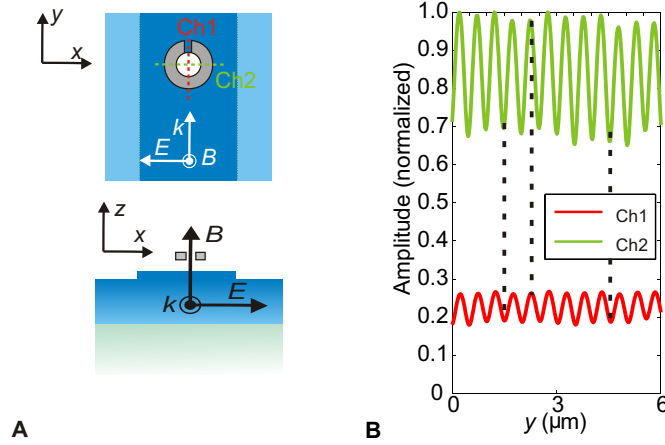 y
x
Ch1
Ch2
k
E
B
z
x
B
k
E
A
Amplitude (normalized)
1.0
0.9
0.8
0.7
0.6
0.5
0.4
0.3
0.2
0.1
0
Ch1
Ch2
0
3
6
y (µm)
B